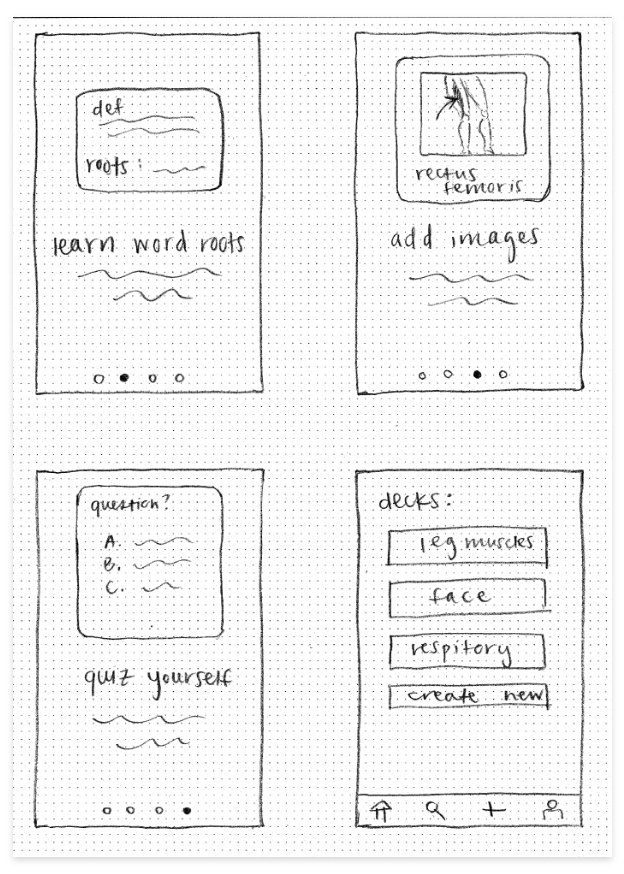 def
roots:
learn word roots
rectus
femoris
add images
question?
A.
B.
C.
quiz yourself
decks:
leg muscles
face
respitory
create new